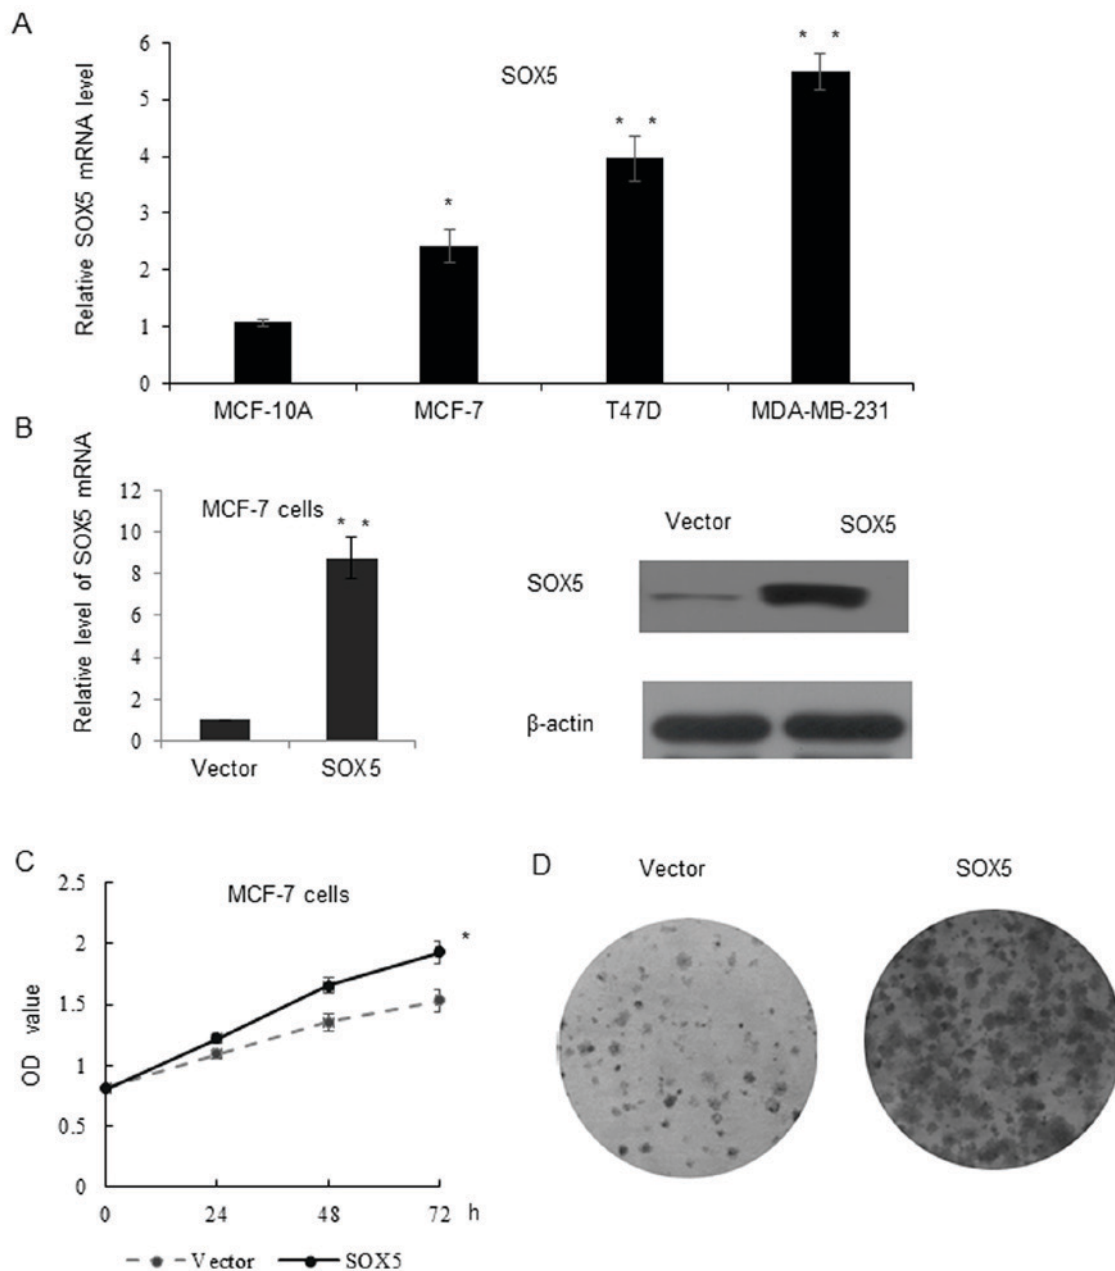 A
Relative SOX5 mRNA level
6
5
4
3
2
1
0
SOX5
*
* *
* *
MCF-10A MCF-7 T47D MDA-MB-231
B
Relative level of SOX5 mRNA
12
10
8
6
4
2
0
MCF-7 cells
* *
Vector SOX5
Vector SOX5
SOX5
β-actin
C
OD value
2.5
2
1.5
1
0.5
0
MCF-7 cells
*
0 24 48 72 h
Vector SOX5
D
Vector SOX5